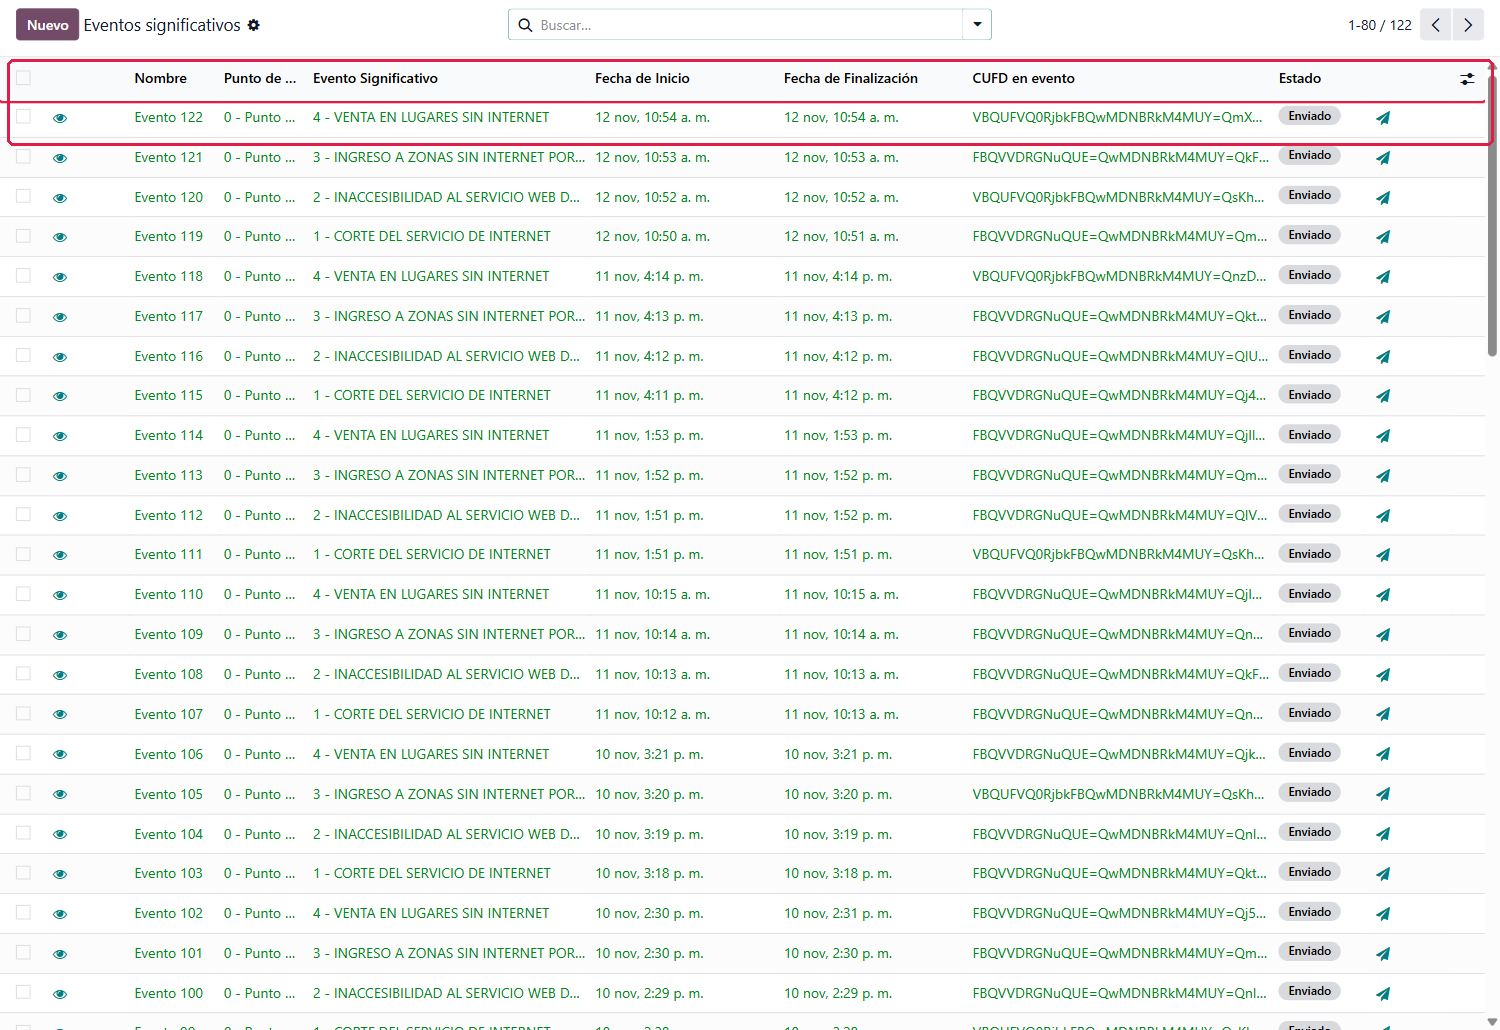 Nuevo Eventos significativos Buscar... 1-80 / 122
Nombre Punto de ... Evento Significativo Fecha de Inicio Fecha de Finalización CUFD en evento Estado
Evento 122 0 - Punto ... 4 - VENTA EN LUGARES SIN INTERNET 12 nov, 10:54 a. m. 12 nov, 10:54 a. m. VBQUFVQ0RjbkFBQwMDNBRkM4MUY=QmX... Enviado
Evento 121 0 - Punto ... 3 - INGRESO A ZONAS SIN INTERNET POR... 12 nov, 10:53 a. m. 12 nov, 10:53 a. m. FBQVVDRGNuQUE=QwMDNBRkM4MUY=QkF... Enviado
Evento 120 0 - Punto ... 2 - INACCESIBILIDAD AL SERVICIO WEB D... 12 nov, 10:52 a. m. 12 nov, 10:52 a. m. VBQUFVQ0RjbkFBQwMDNBRkM4MUY=QsKh... Enviado
Evento 119 0 - Punto ... 1 - CORTE DEL SERVICIO DE INTERNET 12 nov, 10:50 a. m. 12 nov, 10:51 a. m. FBQVVDRGNuQUE=QwMDNBRkM4MUY=Qm... Enviado
Evento 118 0 - Punto ... 4 - VENTA EN LUGARES SIN INTERNET 11 nov, 4:14 p. m. 11 nov, 4:14 p. m. VBQUFVQ0RjbkFBQwMDNBRkM4MUY=QnzD... Enviado
Evento 117 0 - Punto ... 3 - INGRESO A ZONAS SIN INTERNET POR... 11 nov, 4:13 p. m. 11 nov, 4:13 p. m. FBQVVDRGNuQUE=QwMDNBRkM4MUY=Qkt... Enviado
Evento 116 0 - Punto ... 2 - INACCESIBILIDAD AL SERVICIO WEB D... 11 nov, 4:12 p. m. 11 nov, 4:12 p. m. FBQVVDRGNuQUE=QwMDNBRkM4MUY=QlU... Enviado
Evento 115 0 - Punto ... 1 - CORTE DEL SERVICIO DE INTERNET 11 nov, 4:11 p. m. 11 nov, 4:12 p. m. FBQVVDRGNuQUE=QwMDNBRkM4MUY=Qj4... Enviado
Evento 114 0 - Punto ... 4 - VENTA EN LUGARES SIN INTERNET 11 nov, 1:53 p. m. 11 nov, 1:53 p. m. Enviado
Evento 113 0 - Punto ... 3 - INGRESO A ZONAS SIN INTERNET POR... 11 nov, 1:52 p. m. 11 nov, 1:52 p. m. FBQVVDRGNuQUE=QwMDNBRkM4MUY=Qm... Enviado
Evento 112 0 - Punto ... 2 - INACCESIBILIDAD AL SERVICIO WEB D... 11 nov, 1:51 p. m. 11 nov, 1:52 p. m. FBQVVDRGNuQUE=QwMDNBRkM4MUY=QlV... Enviado
Evento 111 0 - Punto ... 1 - CORTE DEL SERVICIO DE INTERNET 11 nov, 1:51 p. m. 11 nov, 1:51 p. m. VBQUFVQ0RjbkFBQwMDNBRkM4MUY=QsKh... Enviado
Evento 110 0 - Punto ... 4 - VENTA EN LUGARES SIN INTERNET 11 nov, 10:15 a. m. 11 nov, 10:15 a. m. Enviado
Evento 109 0 - Punto ... 3 - INGRESO A ZONAS SIN INTERNET POR... 11 nov, 10:14 a. m. 11 nov, 10:14 a. m. FBQVVDRGNuQUE=QwMDNBRkM4MUY=Qn... Enviado
Evento 108 0 - Punto ... 2 - INACCESIBILIDAD AL SERVICIO WEB D... 11 nov, 10:13 a. m. 11 nov, 10:13 a. m. FBQVVDRGNuQUE=QwMDNBRkM4MUY=QkF... Enviado
Evento 107 0 - Punto ... 1 - CORTE DEL SERVICIO DE INTERNET 11 nov, 10:12 a. m. 11 nov, 10:13 a. m. FBQVVDRGNuQUE=QwMDNBRkM4MUY=Qn... Enviado
Evento 106 0 - Punto ... 4 - VENTA EN LUGARES SIN INTERNET 10 nov, 3:21 p. m. 10 nov, 3:21 p. m. FBQVVDRGNuQUE=QwMDNBRkM4MUY=Qjk... Enviado
Evento 105 0 - Punto ... 3 - INGRESO A ZONAS SIN INTERNET POR... 10 nov, 3:20 p. m. 10 nov, 3:20 p. m. VBQUFVQ0RjbkFBQwMDNBRkM4MUY=QsKh... Enviado
Evento 104 0 - Punto ... 2 - INACCESIBILIDAD AL SERVICIO WEB D... 10 nov, 3:19 p. m. 10 nov, 3:19 p. m. Enviado
Evento 103 0 - Punto ... 1 - CORTE DEL SERVICIO DE INTERNET 10 nov, 3:18 p. m. 10 nov, 3:18 p. m. FBQVVDRGNuQUE=QwMDNBRkM4MUY=Qkt... Enviado
Evento 102 0 - Punto ... 4 - VENTA EN LUGARES SIN INTERNET 10 nov, 2:30 p. m. 10 nov, 2:31 p. m. FBQVVDRGNuQUE=QwMDNBRkM4MUY=Qj5... Enviado
Evento 101 0 - Punto ... 3 - INGRESO A ZONAS SIN INTERNET POR... 10 nov, 2:30 p. m. 10 nov, 2:30 p. m. FBQVVDRGNuQUE=QwMDNBRkM4MUY=Qm... Enviado
Evento 100 0 - Punto ... 2 - INACCESIBILIDAD AL SERVICIO WEB D... 10 nov, 2:29 p. m. 10 nov, 2:29 p. m. Enviado